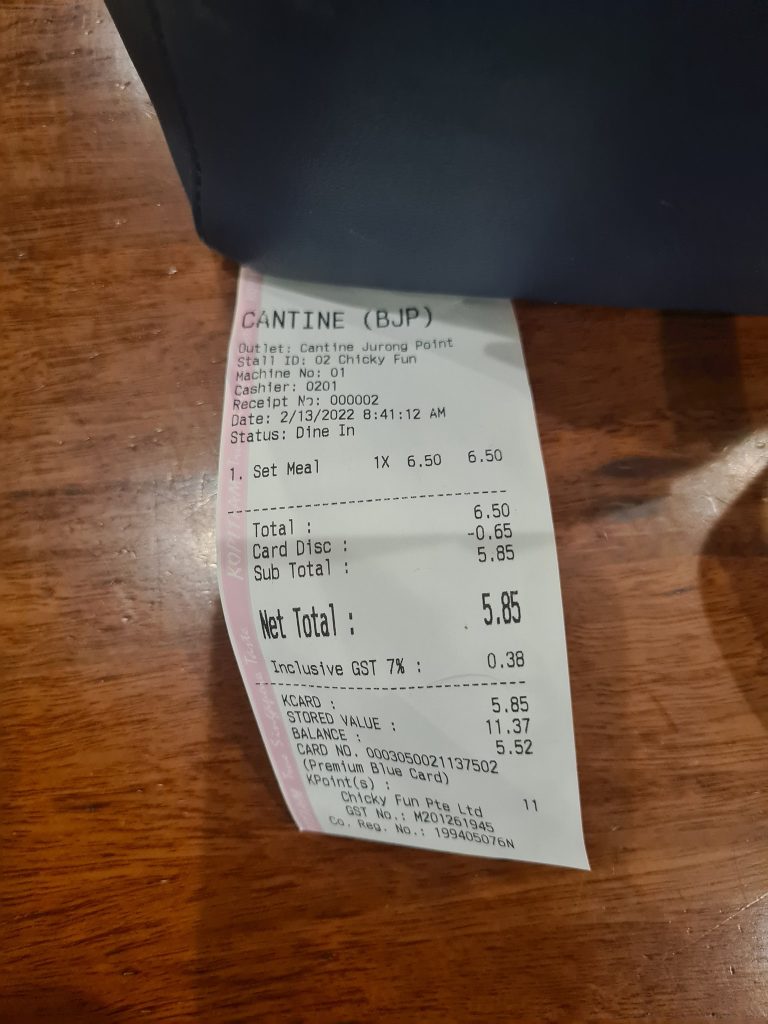 CANTINE (BJP)
Outlet: Cantine Jurong Point
Stall ID: 02 Chicky Fun
Machine No: 01
Cashier: 0201
Receipt No: 000002
Date: 2/13/2022 8:41:12 AM
Status: Dine In
1. Set Meal 1X 6.50 6.50
Total : 6.50
Card Disc : -0.65
Sub Total : 5.85
Net Total : 5.85
Inclusive GST 7% : 0.38
KCARD : 5.85
STORED VALUE : 11.37
BALANCE : 5.52
CARD NO. 0003050021137502
(Premium Blue Card)
KPoint(s) : 11
Chicky Fun Pte Ltd
GST No.: M201261945
Co. Reg. No.: 199405076N